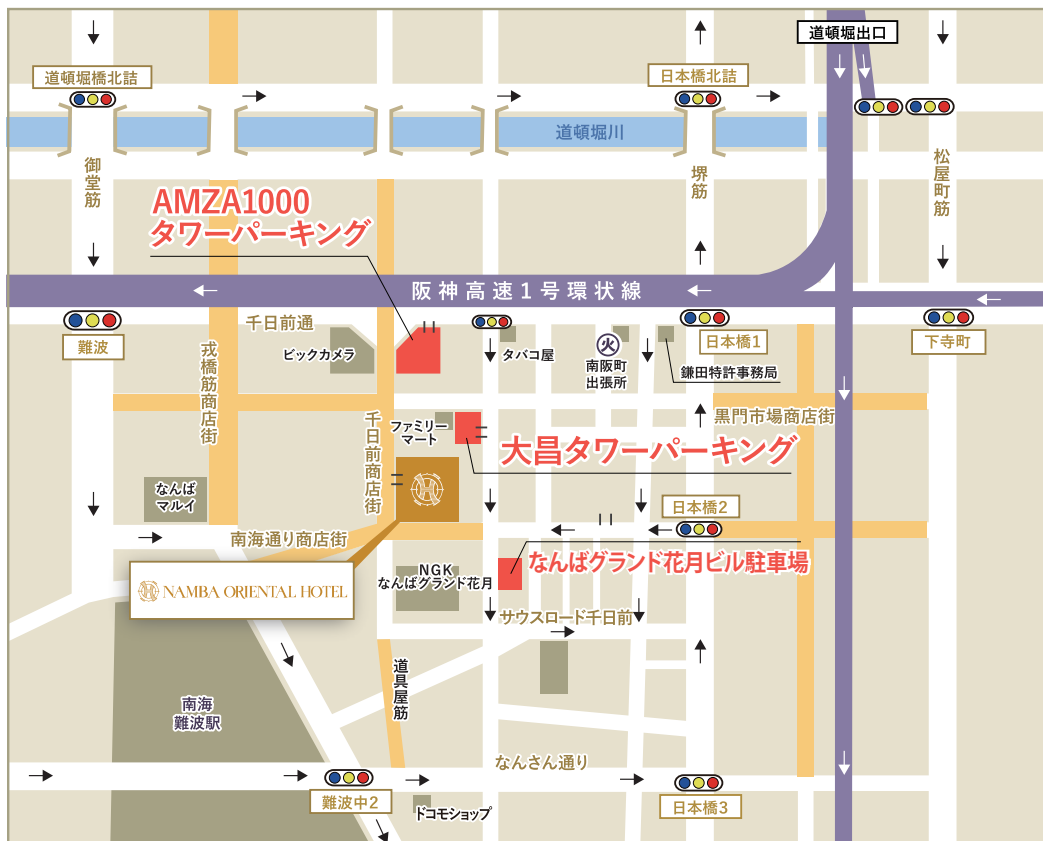 道頓堀出口
道頓堀橋北詰
日本橋北詰
道頓堀川
御堂筋
堺筋
松屋町筋
AMZA1000
タワーパーキング
阪神高速1号環状線
千日前通
難波
ビックカメラ
タバコ屋
火
南阪町
出張所
日本橋1
鎌田特許事務局
下寺町
戎橋筋商店街
千日前商店街
ファミリー
マート
黒門市場商店街
大昌タワーパーキング
なんば
マルイ
日本橋2
南海通り商店街
NGK
なんばグランド花月
なんばグランド花月ビル駐車場
NAMBA ORIENTAL HOTEL
サウスロード千日前
道具屋筋
南海
難波駅
なんさん通り
難波中2
ドコモショップ
日本橋3